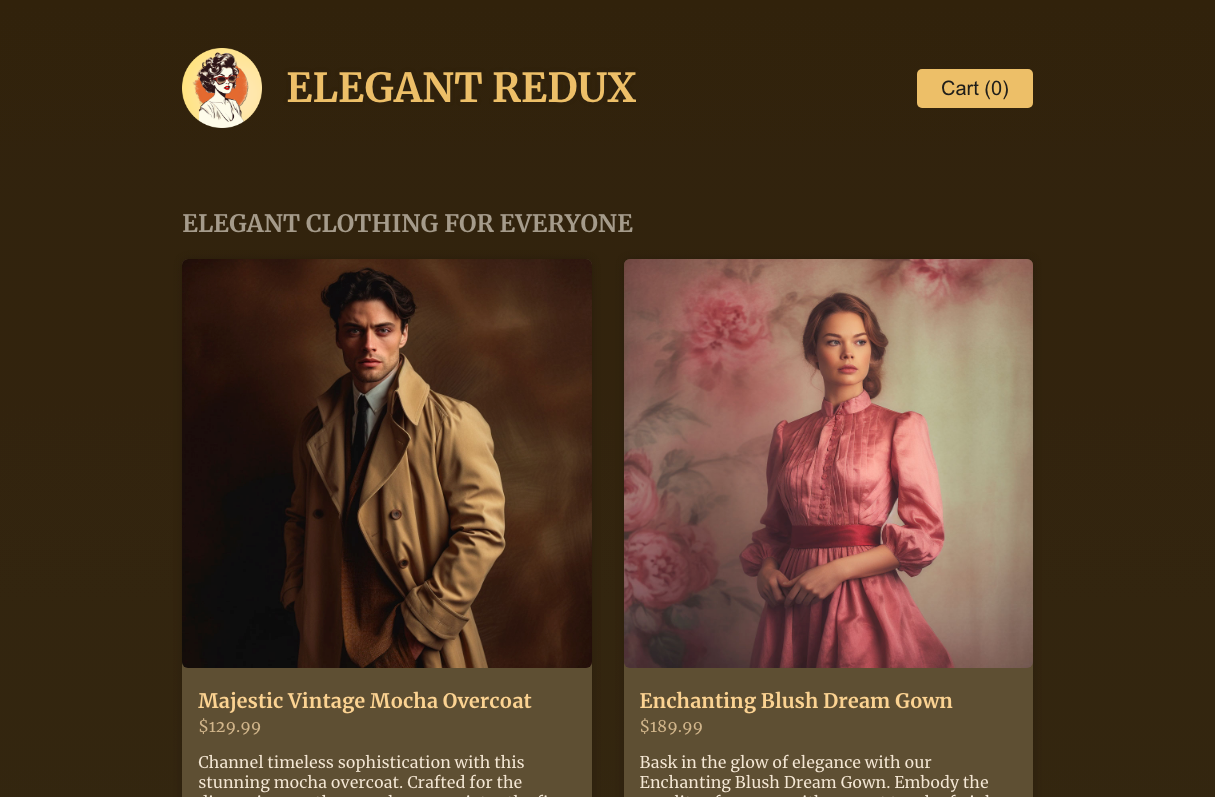 ELEGANT REDUX
Cart (0)
ELEGANT CLOTHING FOR EVERYONE
Majestic Vintage Mocha Overcoat
$129.99
Channel timeless sophistication with this
stunning mocha overcoat. Crafted for the
Enchanting Blush Dream Gown
$189.99
Bask in the glow of elegance with our
Enchanting Blush Dream Gown. Embody the